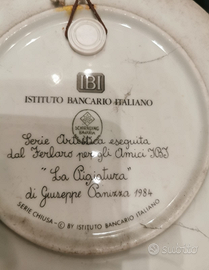 IBI
ISTITUTO BANCARIO ITALIANO
Serie Artistica eseguita
dal Ferlaro per gli Amici IBI
"La Pigiatura"
di Giuseppe Canizza 1984
SERIE CHIUSA - © BY ISTITUTO BANCARIO ITALIANO
subito